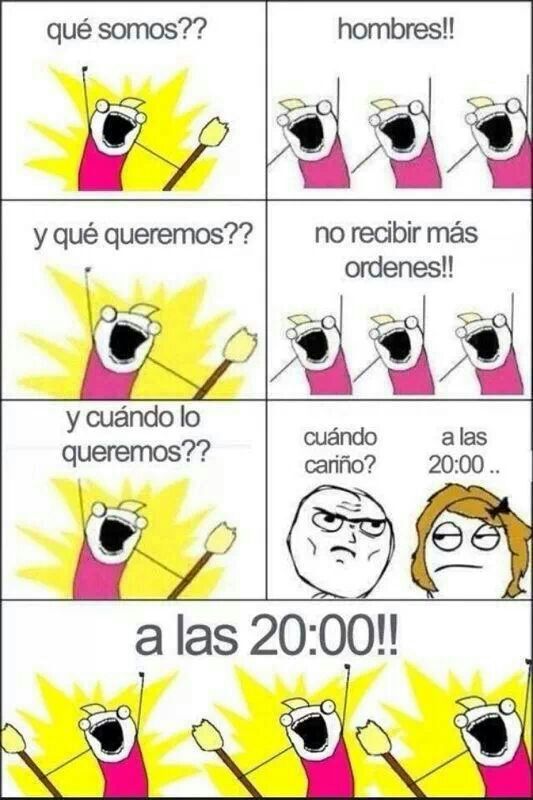 qué somos??
hombres!!
y qué queremos??
no recibir más
ordenes!!
y cuándo lo
queremos??
cuándo
cariño?
a las
20:00 ..
a las 20:00!!